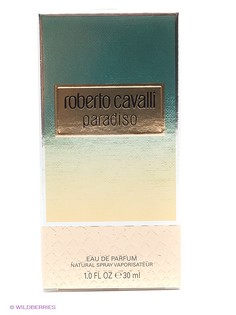 roberto cavalli
paradiso
EAU DE PARFUM
NATURAL SPRAY VAPORISATEUR
1.0 FL OZ ℮ 30 ml
© WILDBERRIES